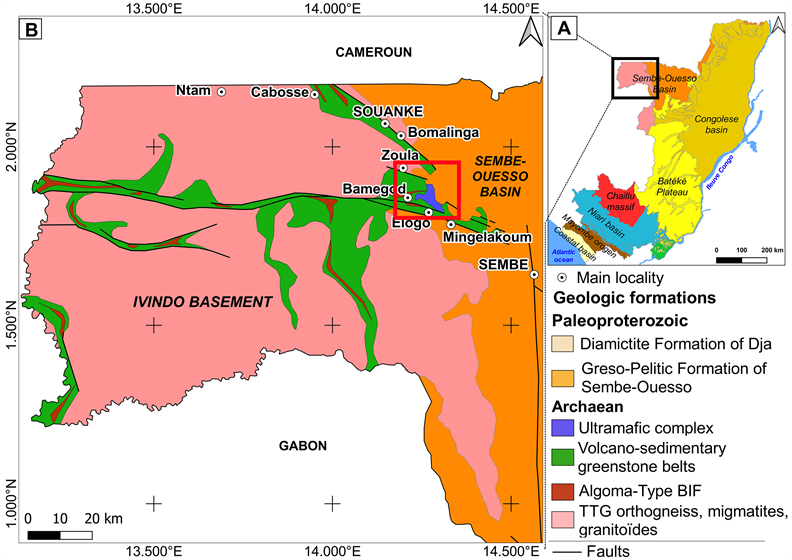 13.500°E
14.000°E
14.500°E
B
CAMEROUN
Ntam
Cabosse
SOUANKE
Bomalinga
Zoula
SEMBE-
OUESSO
BASIN
Bamegod
Elogo
Mingelakoum
SEMBE
IVINDO BASEMENT
GABON
2.000°N
1.500°N
1.000°N
0 10 20 km
13.500°E
14.000°E
14.500°E
A
Sembe-Ouesso
Basin
Congolese
basin
fleuve Congo
Batéké
Plateau
Chaillu
massif
Niari basin
Mayombe orogen
Coastal basin
Atlantic
ocean
0 100 200 km
Main locality
Geologic formations
Paleoproterozoic
Diamictite Formation of Dja
Greso-Pelitic Formation of
Sembe-Ouesso
Archaean
Ultramafic complex
Volcano-sedimentary
greenstone belts
Algoma-Type BIF
TTG orthogneiss, migmatites,
granitoïdes
Faults